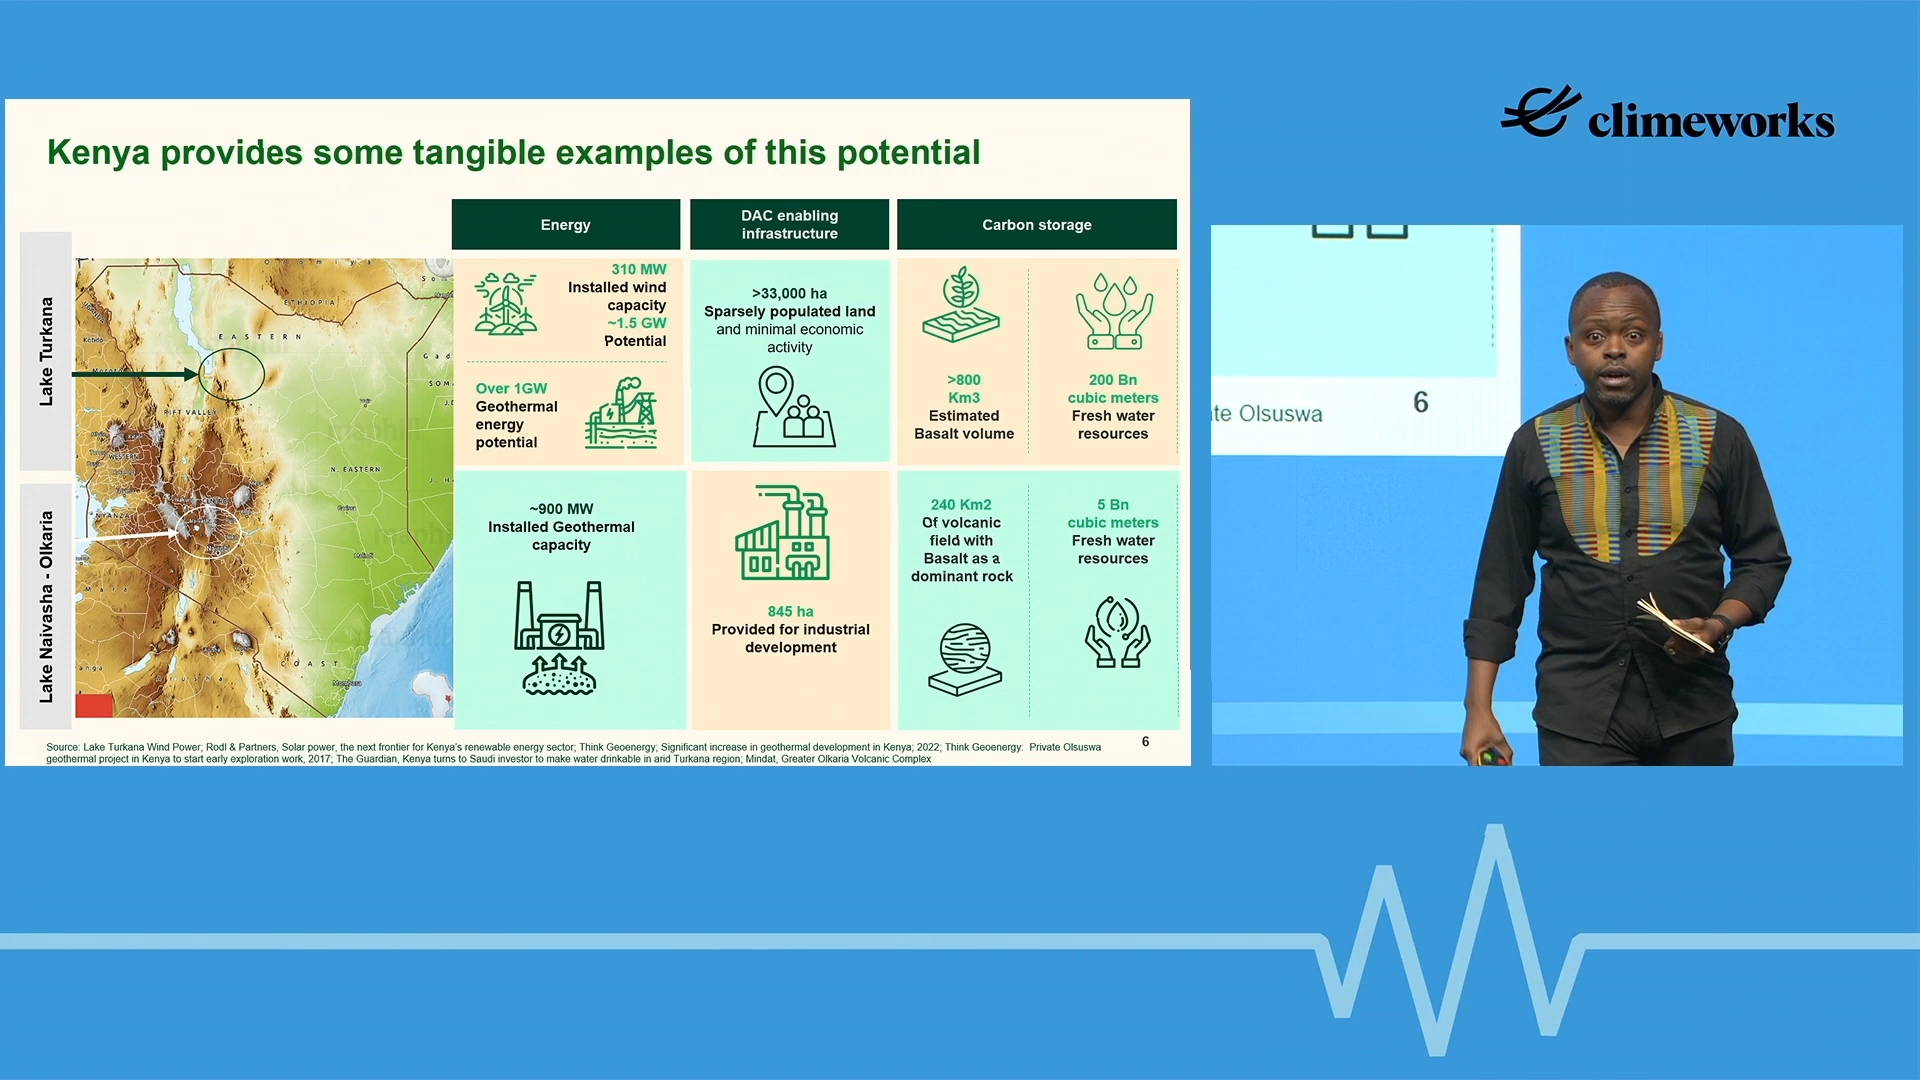 climeworks
Kenya provides some tangible examples of this potential
Energy
DAC enabling
infrastructure
Carbon storage
Lake Turkana
310 MW
Installed wind
capacity
~1.5 GW
Potential
Over 1GW
Geothermal
energy
potential
>33,000 ha
Sparsely populated land
and minimal economic
activity
>800
Km3
Estimated
Basalt volume
200 Bn
cubic meters
Fresh water
resources
Lake Naivasha - Olkaria
~900 MW
Installed Geothermal
capacity
845 ha
Provided for industrial
development
240 Km2
Of volcanic
field with
Basalt as a
dominant rock
5 Bn
cubic meters
Fresh water
resources
ETHIOPIA
EASTERN
RIFT VALLEY
N. EASTERN
COAST
Source: Lake Turkana Wind Power; Rodl & Partners, Solar power, the next frontier for Kenya's renewable energy sector; Think Geoenergy; Significant increase in geothermal development in Kenya; 2022; Think Geoenergy: Private Olsuswa
geothermal project in Kenya to start early exploration work, 2017; The Guardian, Kenya turns to Saudi investor to make water drinkable in arid Turkana region; Mindat, Greater Olkaria Volcanic Complex
6
te Olsuswa
6